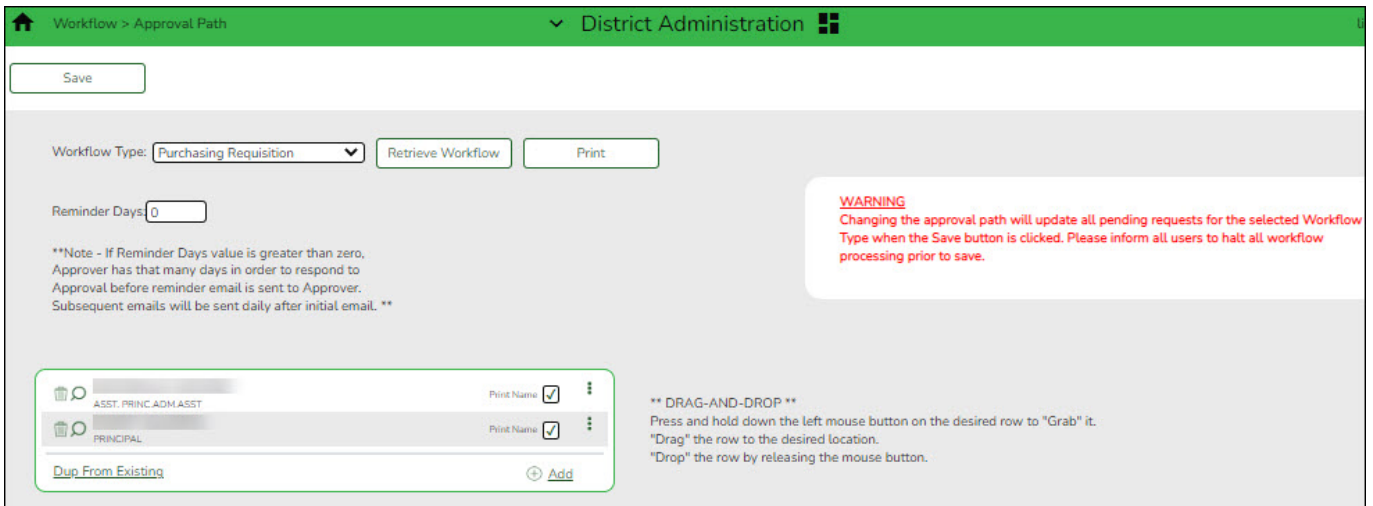 Workflow > Approval Path
District Administration
Save
Workflow Type: Purchasing Requisition Retrieve Workflow Print
Reminder Days: 0
**Note - If Reminder Days value is greater than zero,
Approver has that many days in order to respond to
Approval before reminder email is sent to Approver.
Subsequent emails will be sent daily after initial email. **
WARNING
Changing the approval path will update all pending requests for the selected Workflow
Type when the Save button is clicked. Please inform all users to halt all workflow
processing prior to save.
Print Name
ASST. PRINC.ADM.ASST
Print Name
PRINCIPAL
Dup From Existing Add
** DRAG-AND-DROP **
Press and hold down the left mouse button on the desired row to "Grab" it.
"Drag" the row to the desired location.
"Drop" the row by releasing the mouse button.